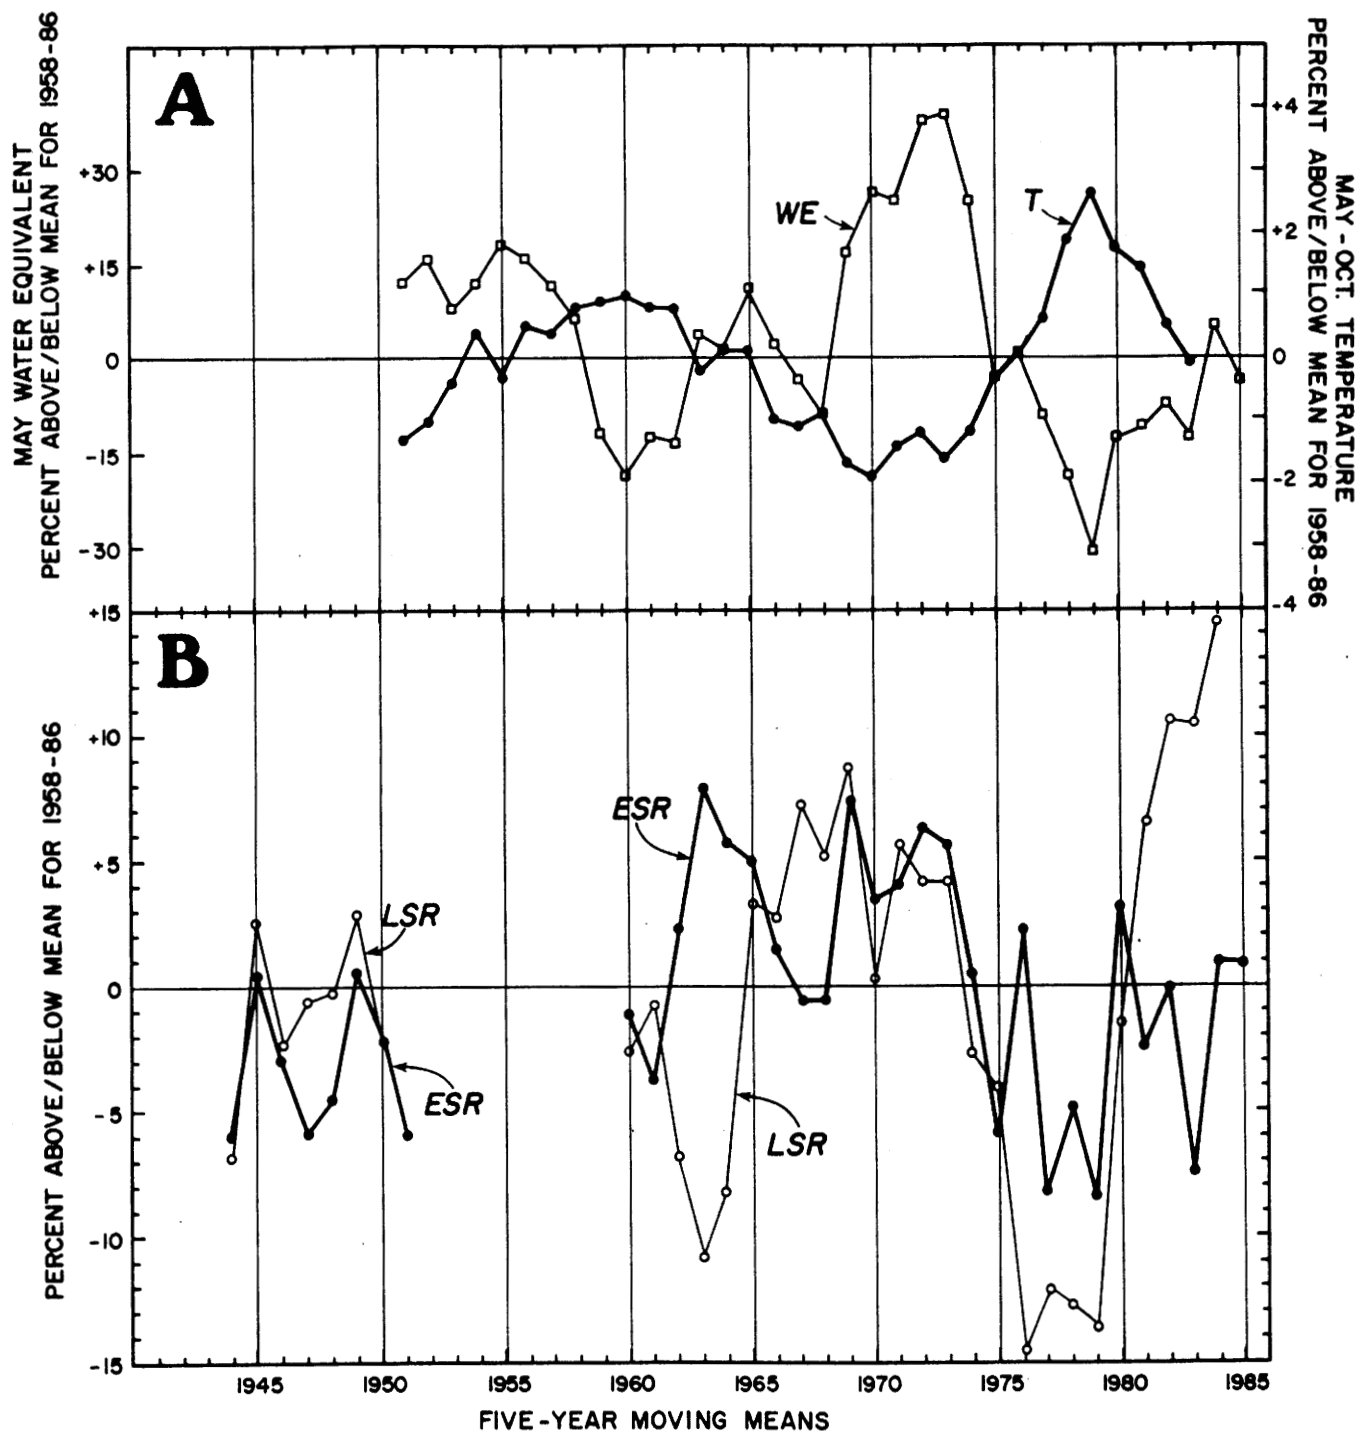 A
MAY WATER EQUIVALENT
PERCENT ABOVE/BELOW MEAN FOR 1958-86
+30
+15
0
-15
-30
WE
T
+4
+2
0
-2
-4
PERCENT ABOVE/BELOW MEAN FOR 1958-86
MAY-OCT. TEMPERATURE
B
PERCENT ABOVE/BELOW MEAN FOR 1958-86
+15
+10
+5
0
-5
-10
-15
LSR
ESR
ESR
LSR
1945 1950 1955 1960 1965 1970 1975 1980 1985
FIVE-YEAR MOVING MEANS